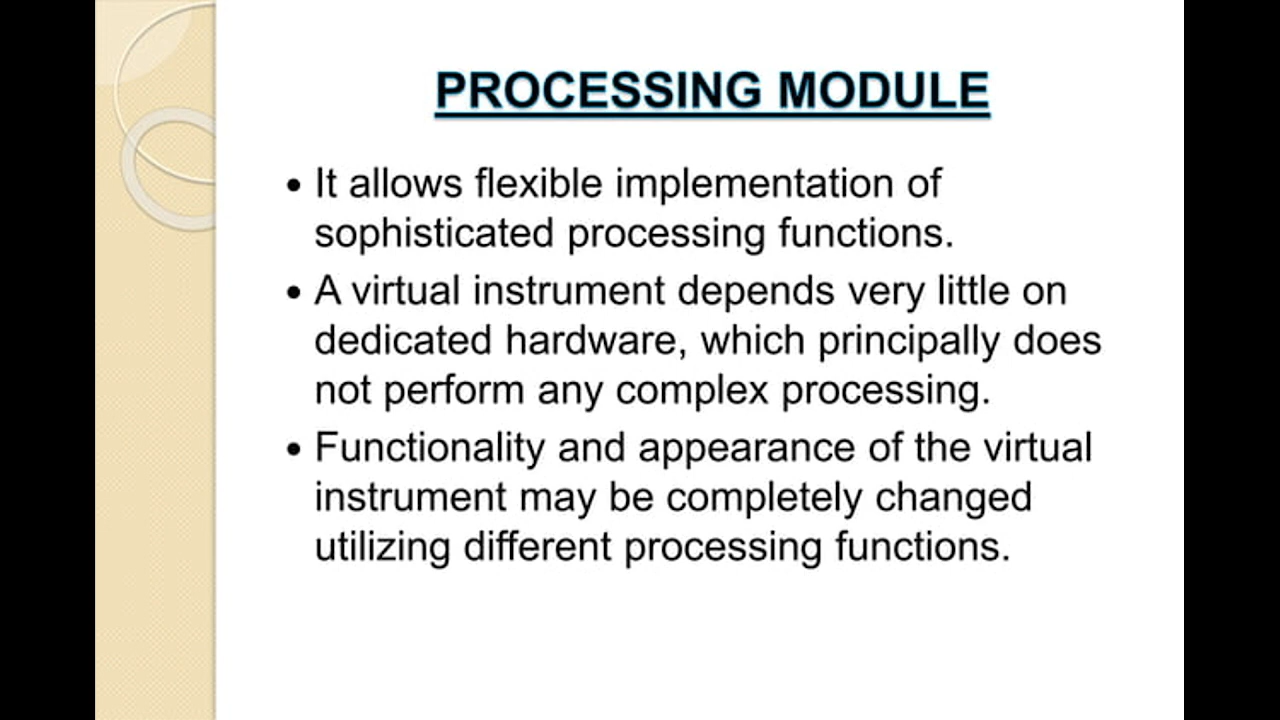 PROCESSING MODULE
• It allows flexible implementation of
sophisticated processing functions.
• A virtual instrument depends very little on
dedicated hardware, which principally does
not perform any complex processing.
• Functionality and appearance of the virtual
instrument may be completely changed
utilizing different processing functions.